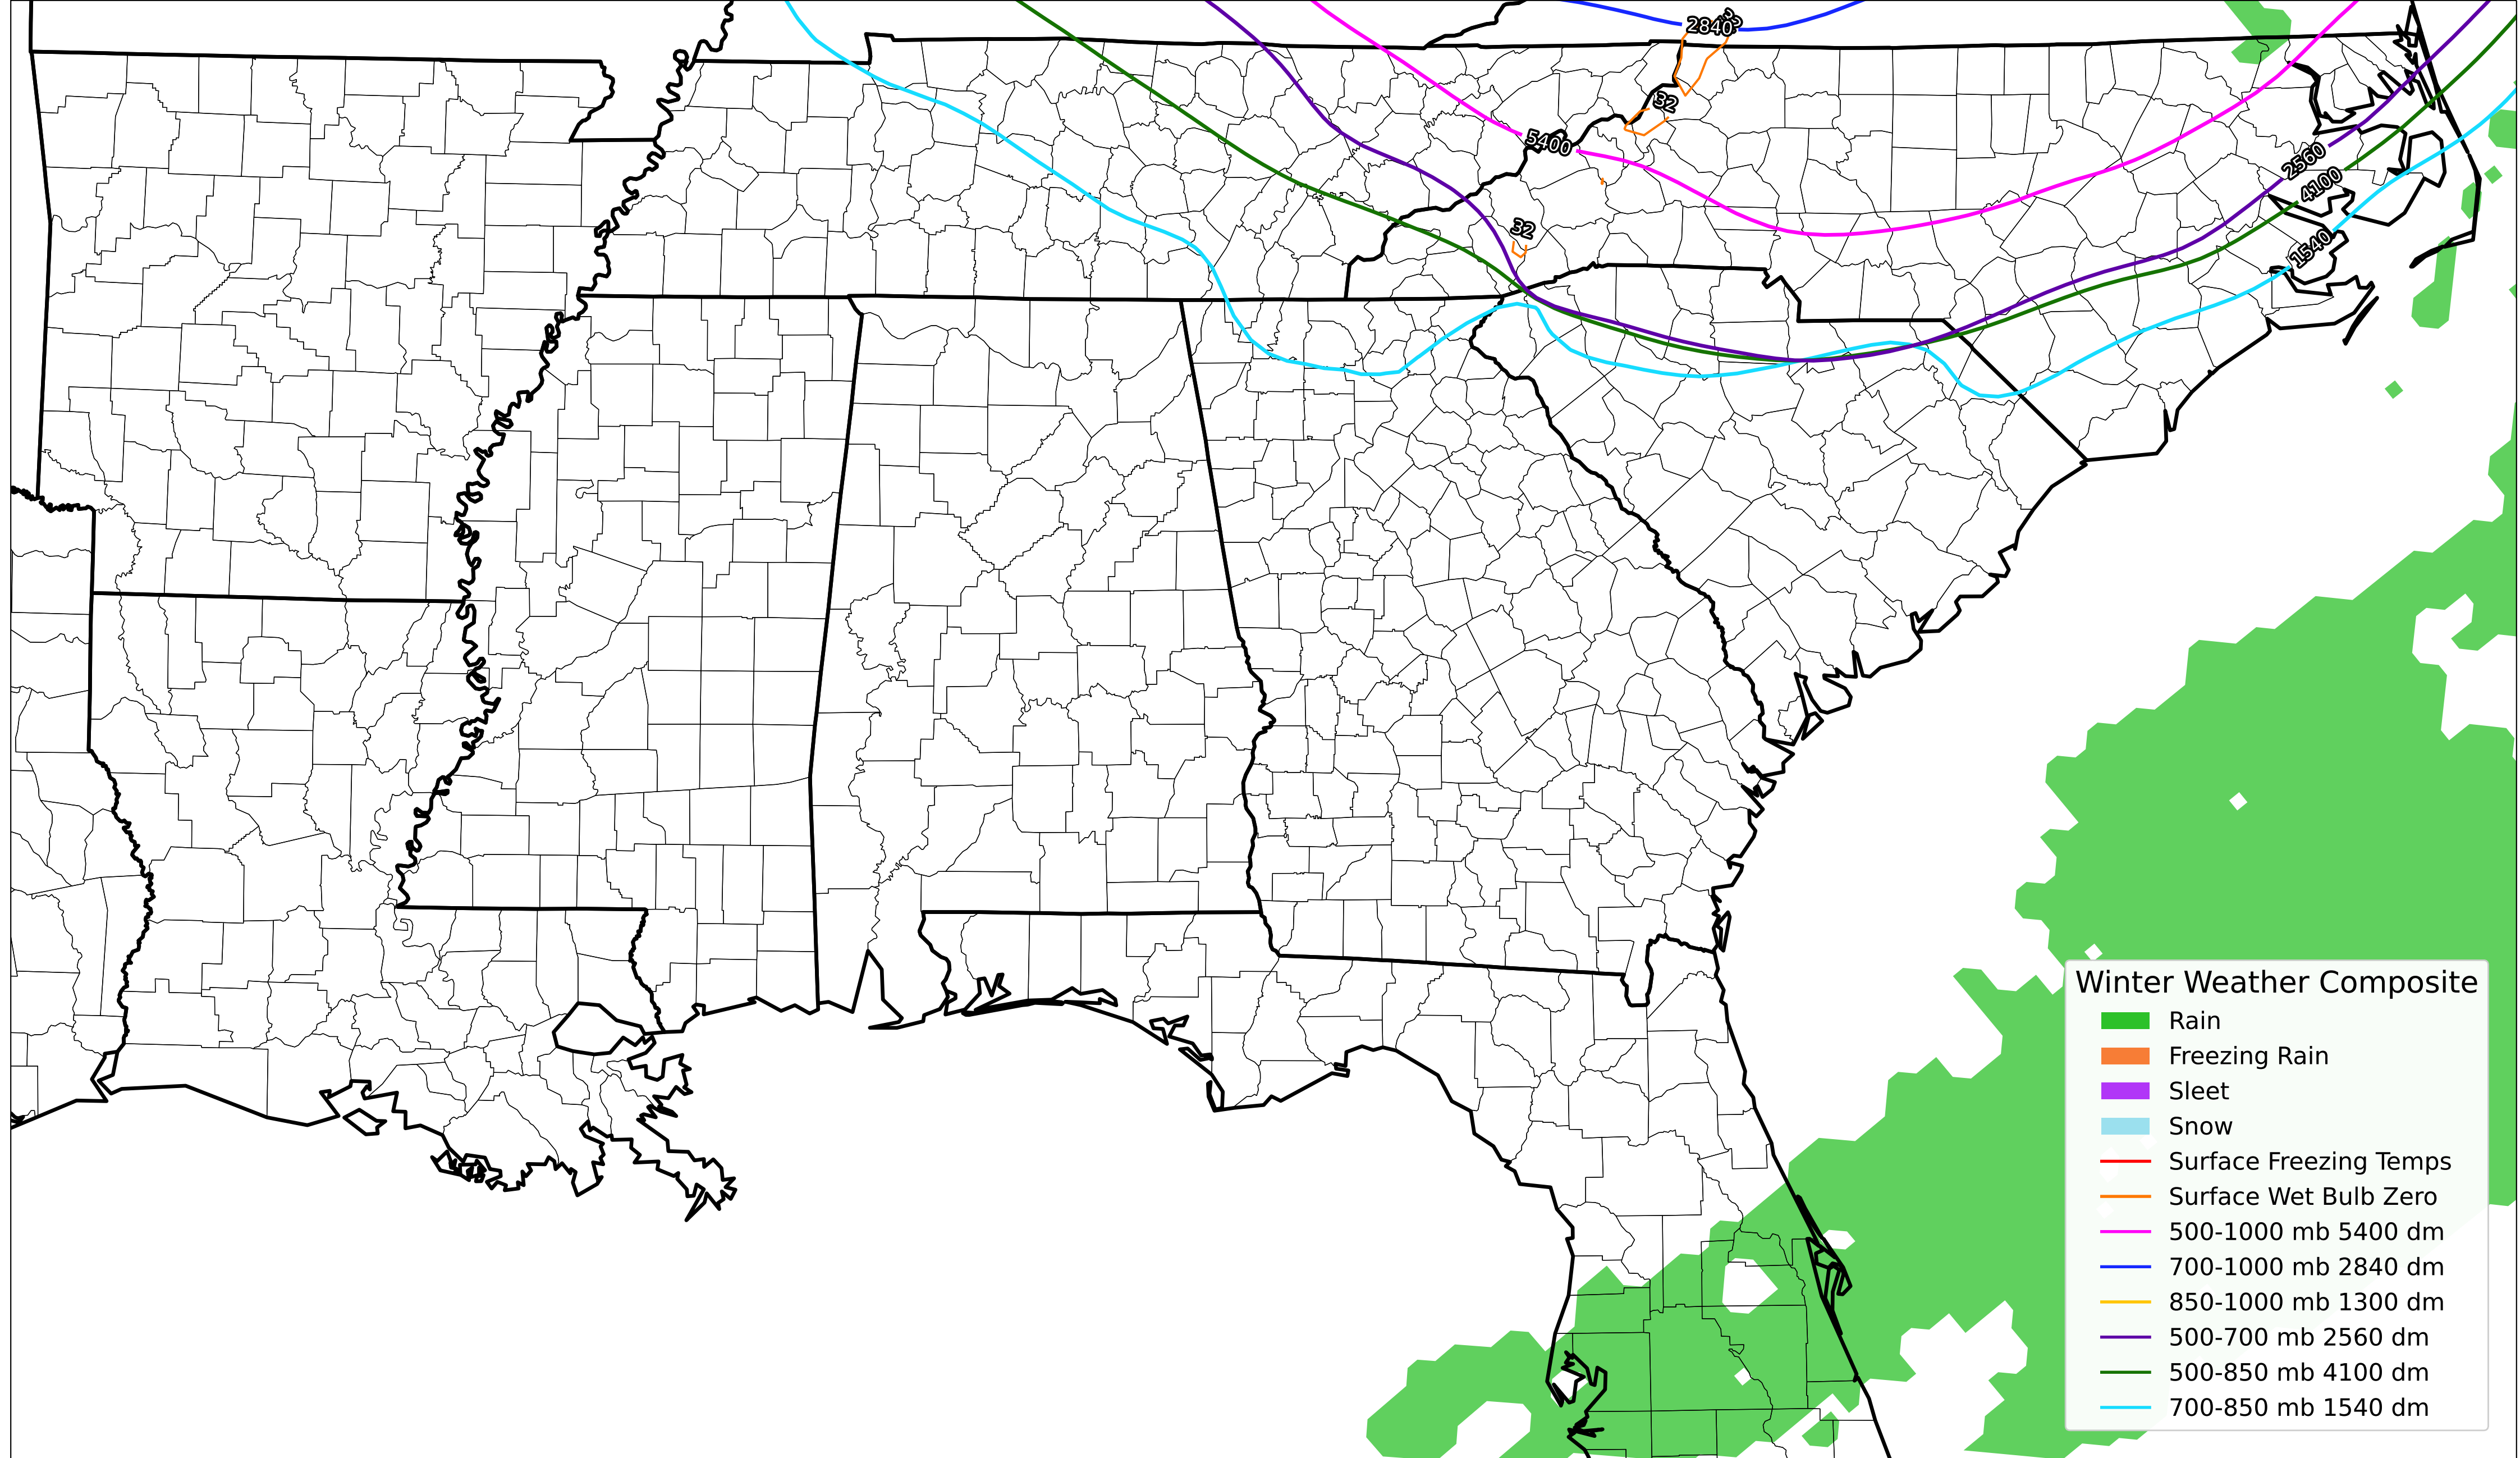 2840
32
5400
2560
4100
32
1540
Winter Weather Composite
Rain
Freezing Rain
Sleet
Snow
Surface Freezing Temps
Surface Wet Bulb Zero
500-1000 mb 5400 dm
700-1000 mb 2840 dm
850-1000 mb 1300 dm
500-700 mb 2560 dm
500-850 mb 4100 dm
700-850 mb 1540 dm